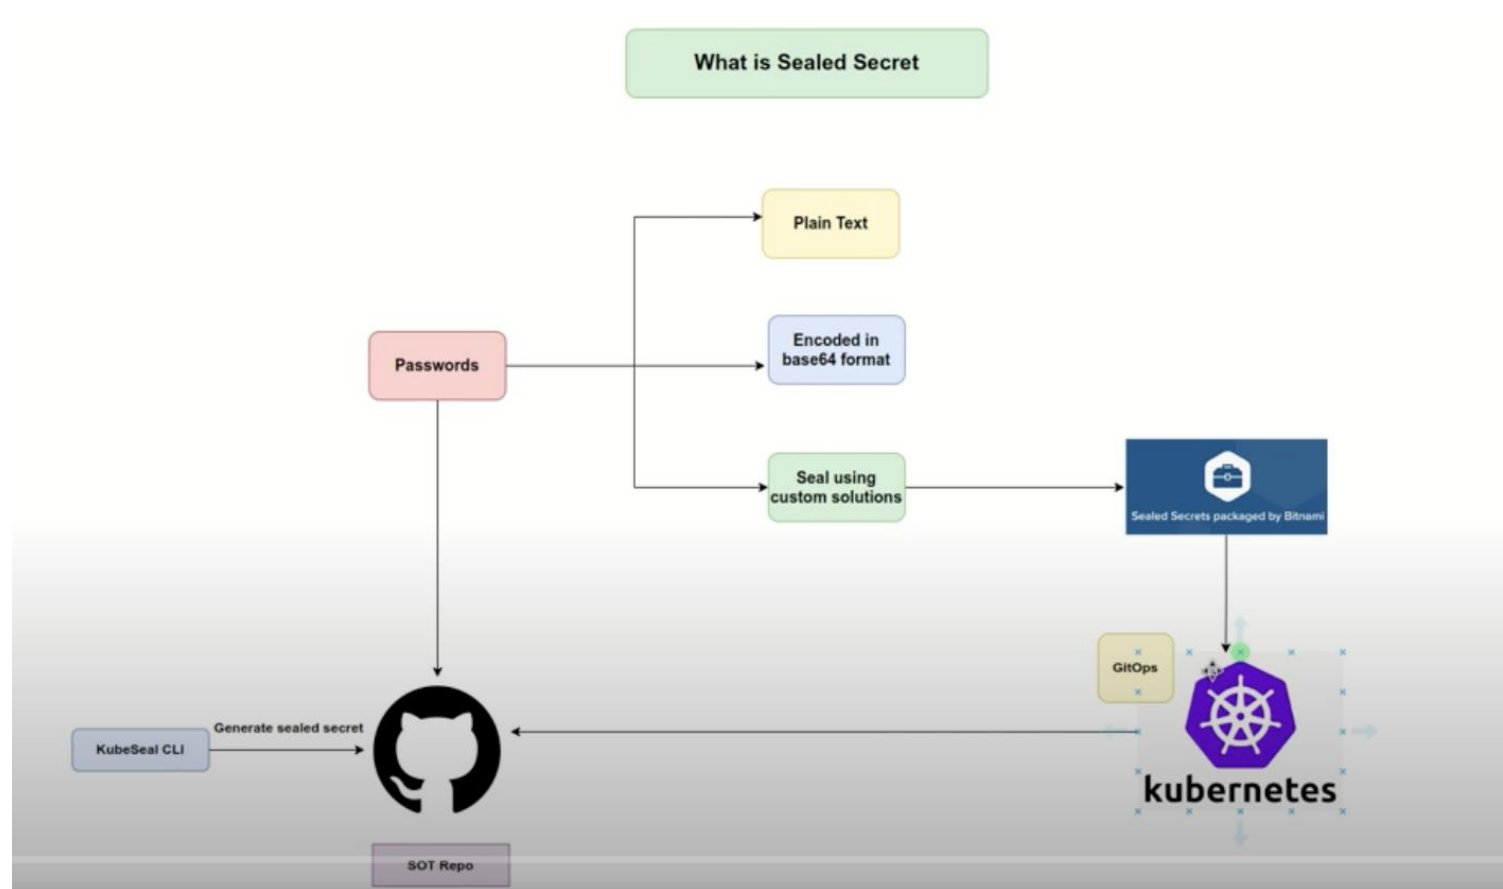 What is Sealed Secret
Plain Text
Encoded in
base64 format
Passwords
Seal using
custom solutions
Sealed Secrets packaged by Bitnami
GitOps
Generate sealed secret
KubeSeal CLI
kubernetes
SOT Repo